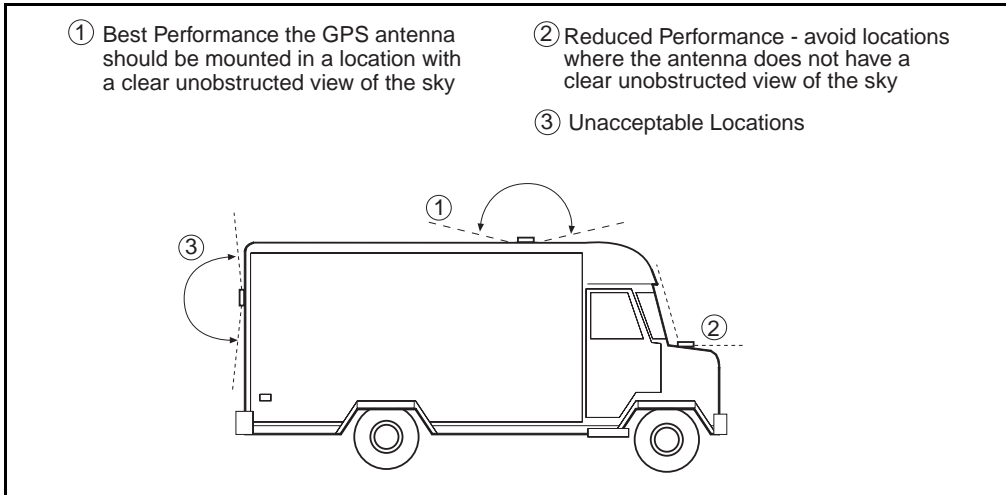 ① Best Performance the GPS antenna
should be mounted in a location with
a clear unobstructed view of the sky
② Reduced Performance - avoid locations
where the antenna does not have a
clear unobstructed view of the sky
③ Unacceptable Locations
①
③
②